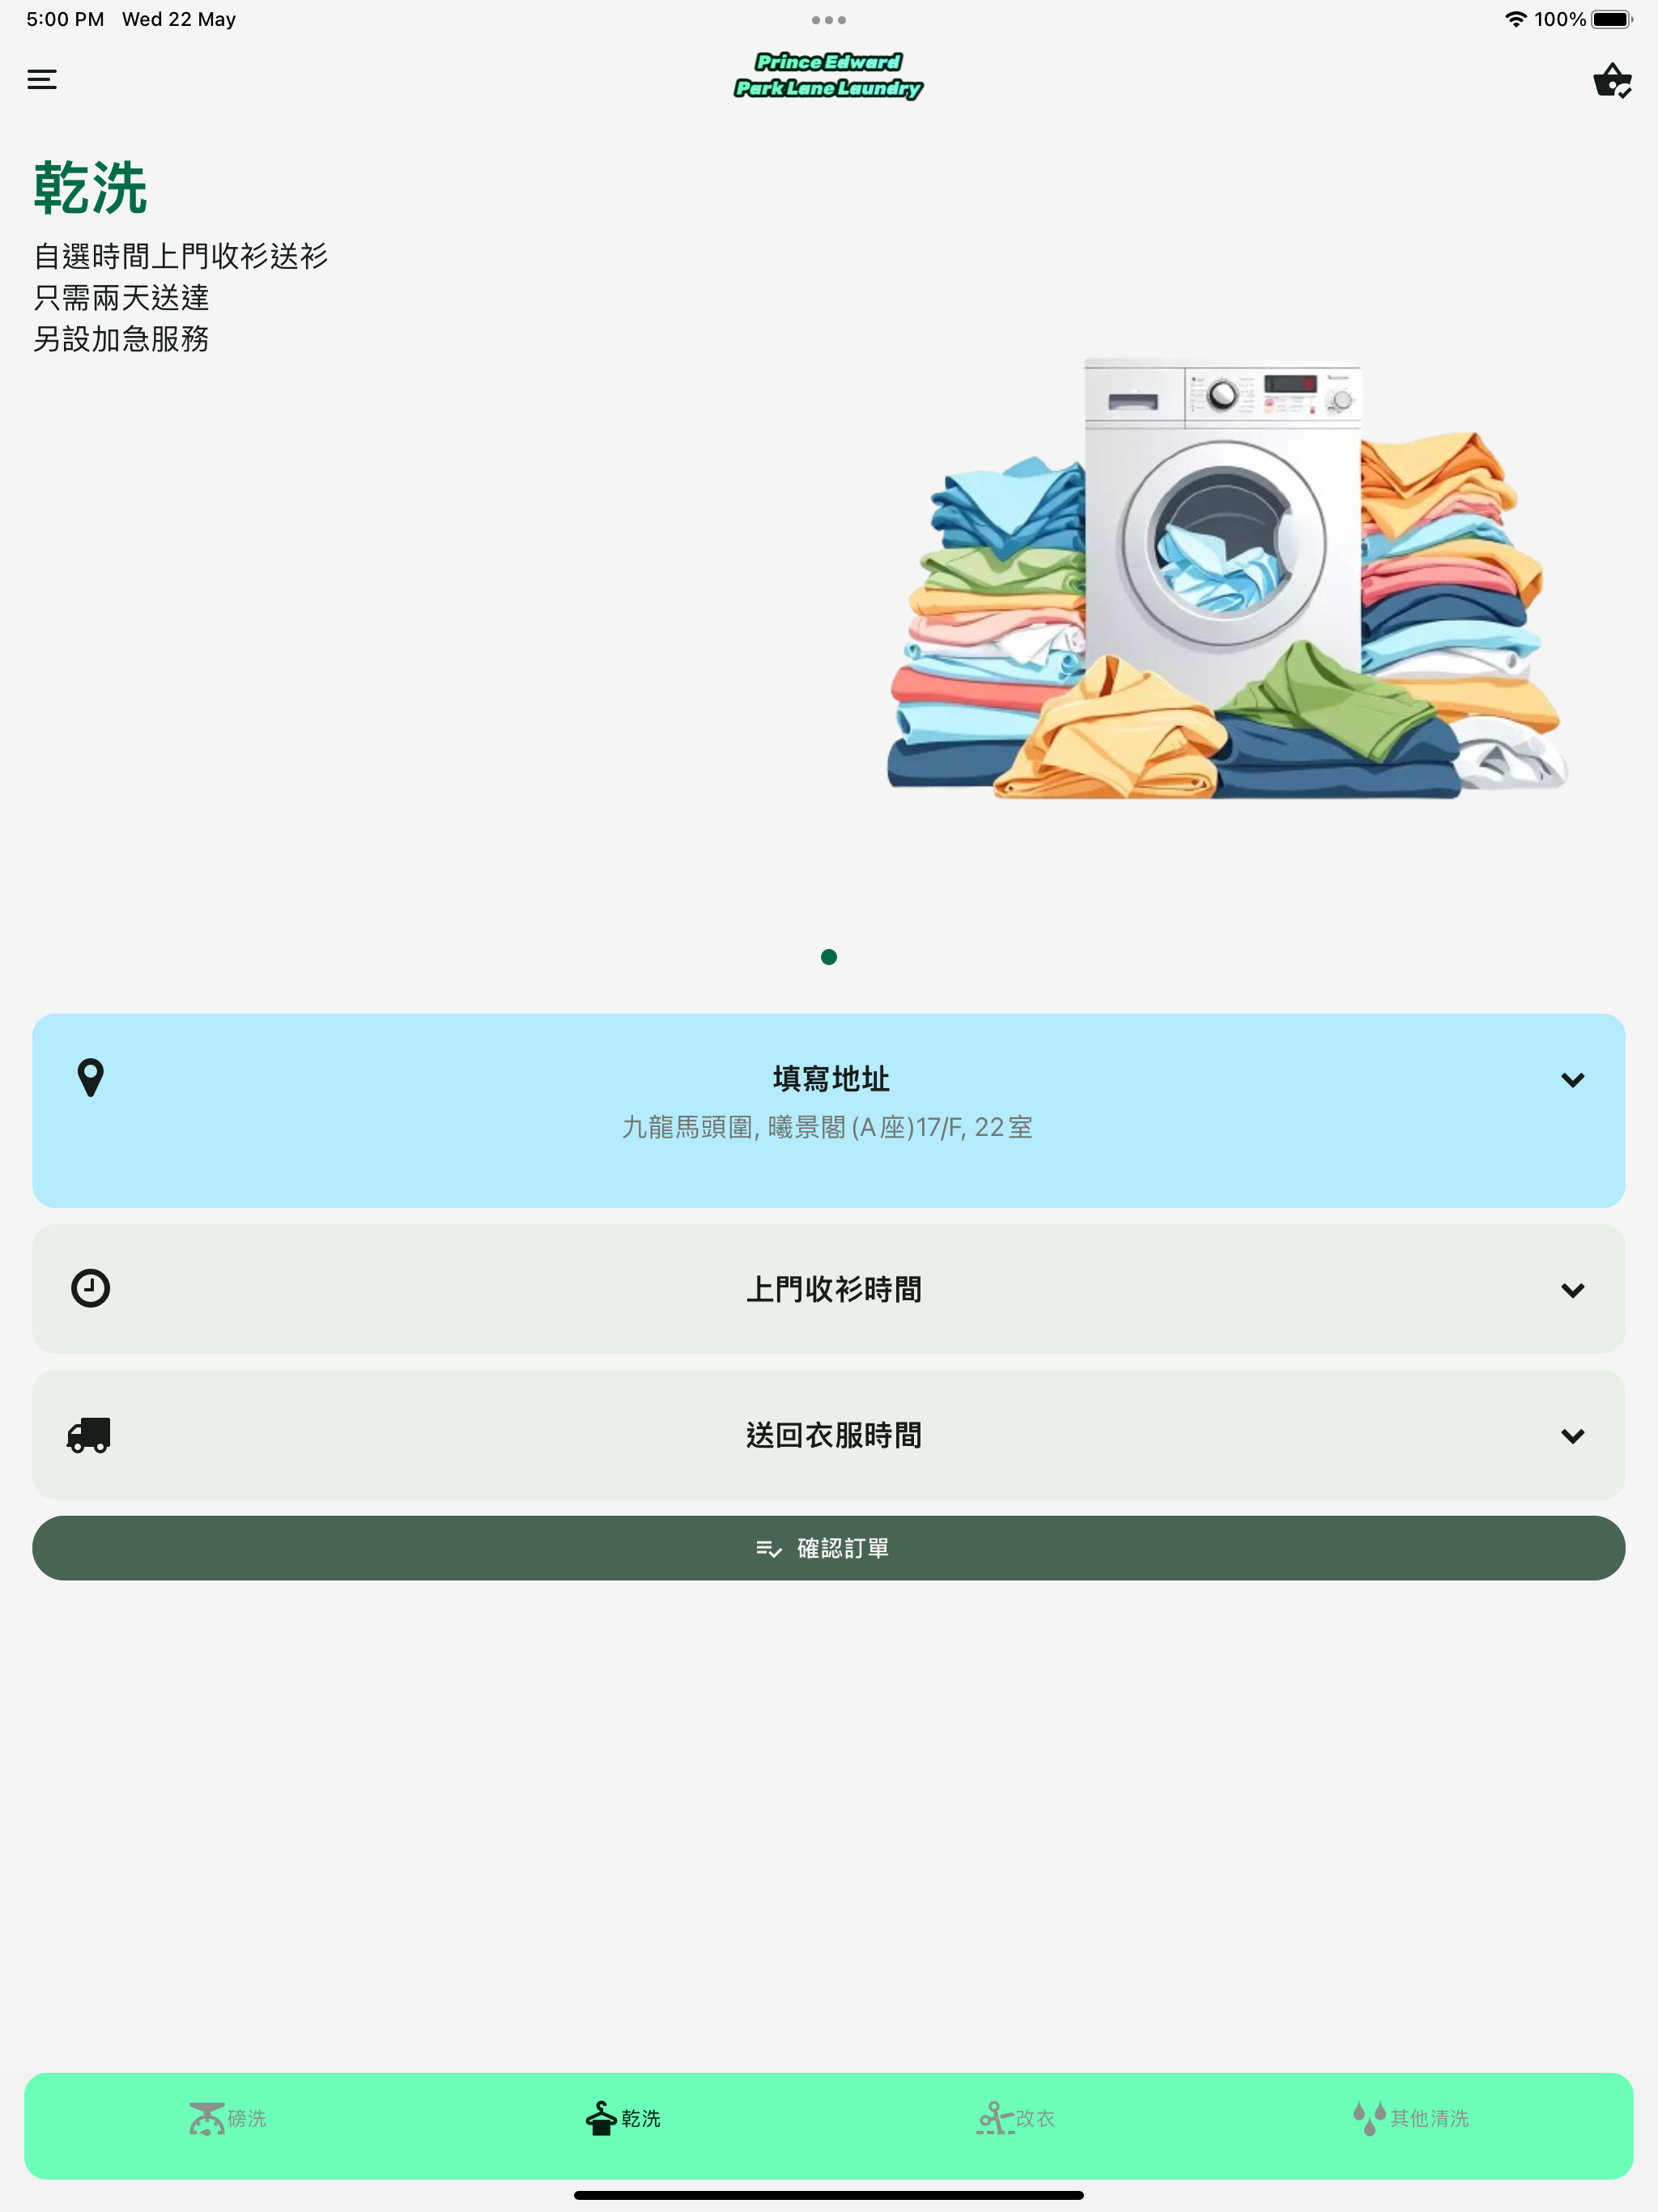 5:00 PM Wed 22 May
100%
Prince Edward
Park Lane Laundry
乾洗
自選時間上門收衫送衫
只需兩天送達
另設加急服務
填寫地址
九龍馬頭圍, 曦景閣(A座)17/F, 22室
上門收衫時間
送回衣服時間
確認訂單
磅洗
乾洗
改衣
其他清洗